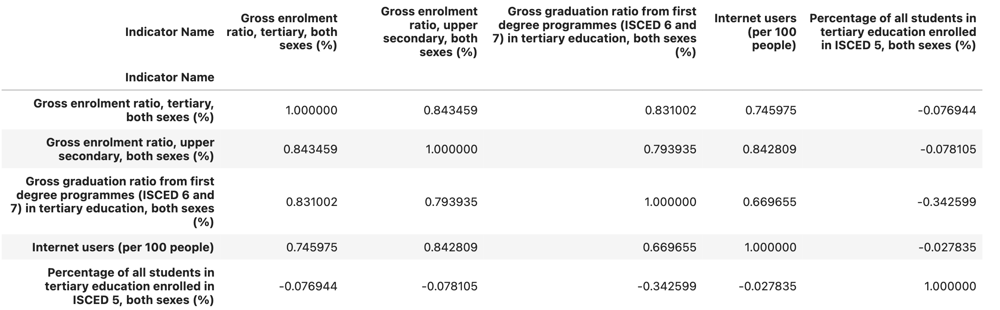 Indicator Name Gross enrolment ratio, tertiary, both sexes (%) Gross enrolment ratio, upper secondary, both sexes (%) Gross graduation ratio from first degree programmes (ISCED 6 and 7) in tertiary education, both sexes (%) Internet users (per 100 people) Percentage of all students in tertiary education enrolled in ISCED 5, both sexes (%)
Indicator Name
Gross enrolment ratio, tertiary, both sexes (%) 1.000000 0.843459 0.831002 0.745975 -0.076944
Gross enrolment ratio, upper secondary, both sexes (%) 0.843459 1.000000 0.793935 0.842809 -0.078105
Gross graduation ratio from first degree programmes (ISCED 6 and 7) in tertiary education, both sexes (%) 0.831002 0.793935 1.000000 0.669655 -0.342599
Internet users (per 100 people) 0.745975 0.842809 0.669655 1.000000 -0.027835
Percentage of all students in tertiary education enrolled in ISCED 5, both sexes (%) -0.076944 -0.078105 -0.342599 -0.027835 1.000000